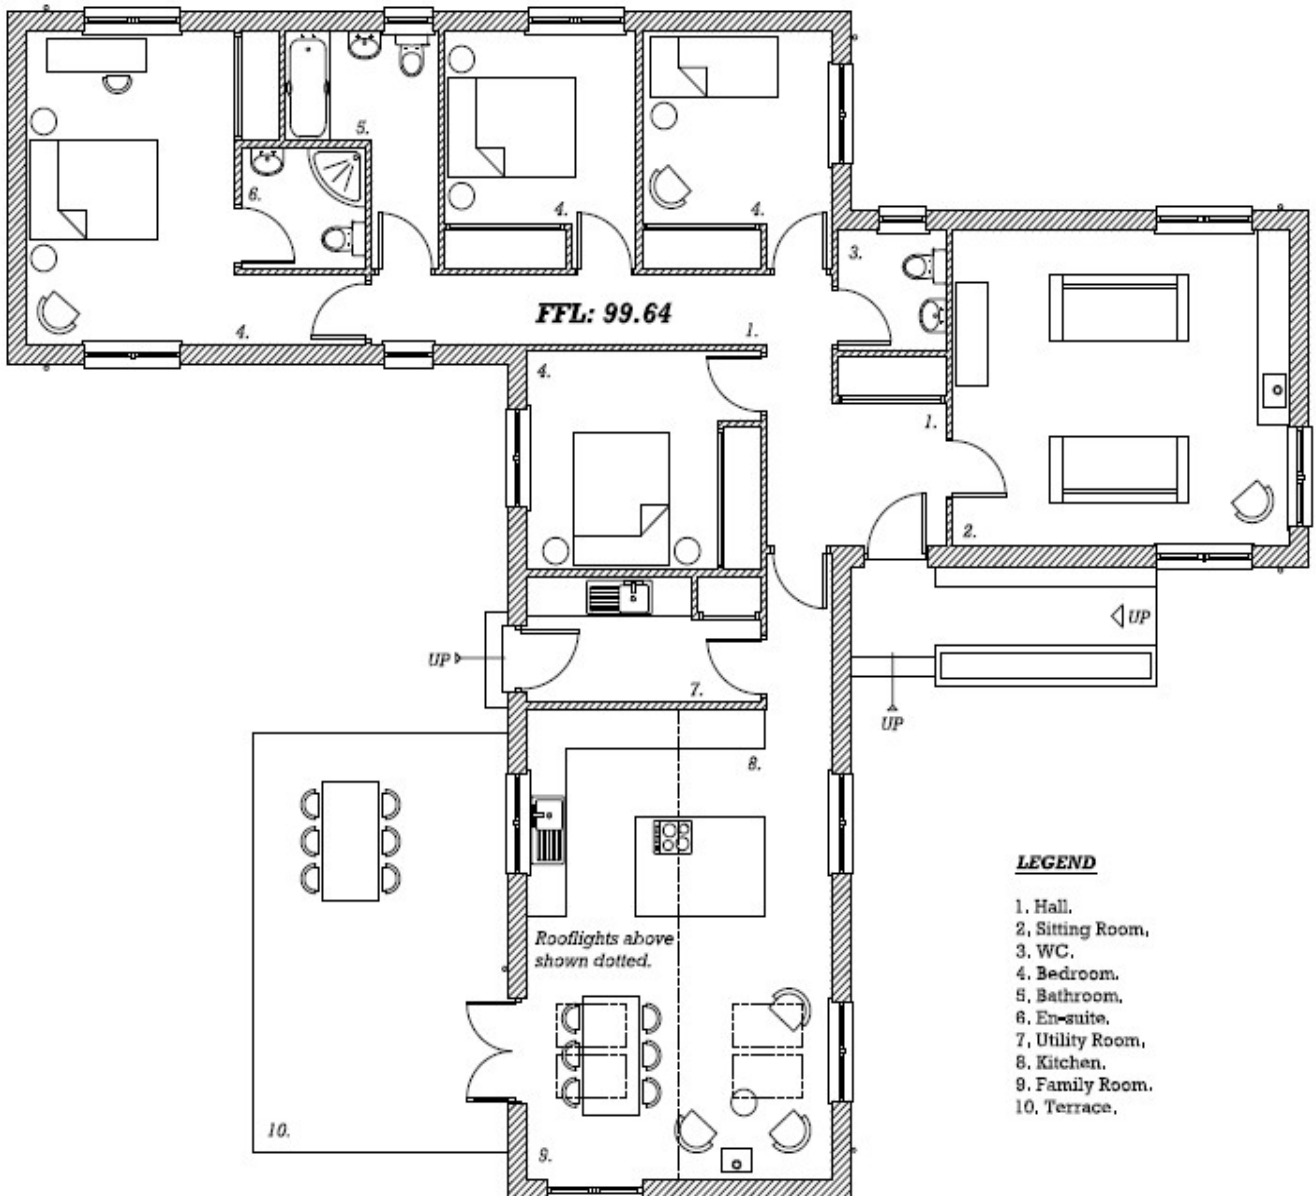 5.
6.
4.
4.
3.
FFL: 99.64
4.
1.
4.
1.
2.
UP
UP
7.
UP
8.
Rooflights above
shown dotted.
LEGEND
1. Hall.
2. Sitting Room.
3. WC.
4. Bedroom.
5. Bathroom.
6. En-suite.
7. Utility Room.
8. Kitchen.
9. Family Room.
10. Terrace.
10.
9.